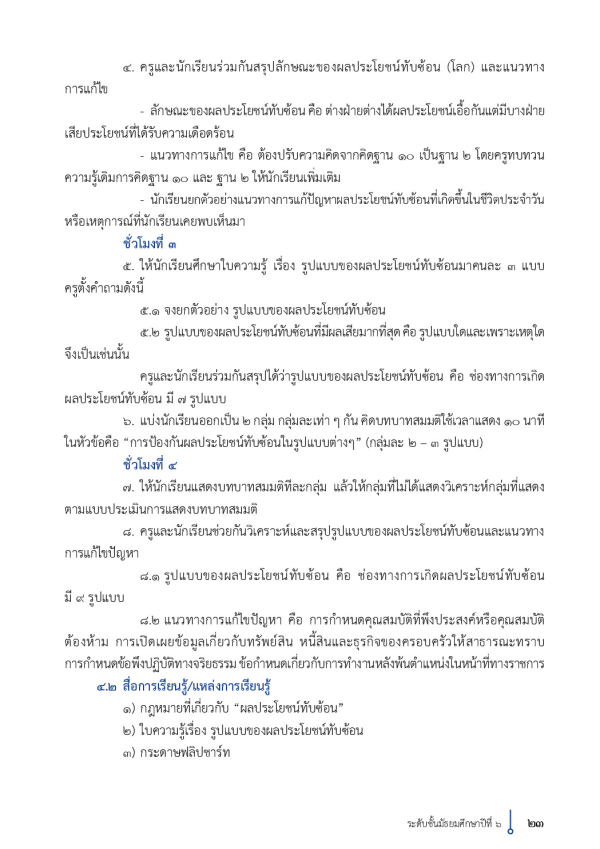 ๔. ครูและนักเรียนร่วมกันสรุปลักษณะของผลประโยชน์ทับซ้อน (โลก) และแนวทาง
การแก้ไข
- ลักษณะของผลประโยชน์ทับซ้อน คือ ต่างฝ่ายต่างได้ผลประโยชน์เอื้อกันแต่มีบางฝ่าย
เสียประโยชน์ที่ได้รับความเดือดร้อน
- แนวทางการแก้ไข คือ ต้องปรับความคิดจากคิดฐาน ๑๐ เป็นฐาน ๒ โดยครูทบทวน
ความรู้เดิมการคิดฐาน ๑๐ และ ฐาน ๒ ให้นักเรียนเพิ่มเติม
- นักเรียนยกตัวอย่างแนวทางการแก้ปัญหาผลประโยชน์ทับซ้อนที่เกิดขึ้นในชีวิตประจำวัน
หรือเหตุการณ์ที่นักเรียนเคยพบเห็นมา
ชั่วโมงที่ ๓
๕. ให้นักเรียนศึกษาใบความรู้ เรื่อง รูปแบบของผลประโยชน์ทับซ้อนมาคนละ ๓ แบบ
ครูตั้งคำถามดังนี้
๕.๑ จงยกตัวอย่าง รูปแบบของผลประโยชน์ทับซ้อน
๕.๒ รูปแบบของผลประโยชน์ทับซ้อนที่มีผลเสียมากที่สุด คือ รูปแบบใดและเพราะเหตุใด
จึงเป็นเช่นนั้น
ครูและนักเรียนร่วมกันสรุปได้ว่ารูปแบบของผลประโยชน์ทับซ้อน คือ ช่องทางการเกิด
ผลประโยชน์ทับซ้อน มี ๗ รูปแบบ
๖. แบ่งนักเรียนออกเป็น ๒ กลุ่ม กลุ่มละเท่า ๆ กัน คิดบทบาทสมมติใช้เวลาแสดง ๑๐ นาที
ในหัวข้อคือ “การป้องกันผลประโยชน์ทับซ้อนในรูปแบบต่างๆ” (กลุ่มละ ๒ – ๓ รูปแบบ)
ชั่วโมงที่ ๔
๗. ให้นักเรียนแสดงบทบาทสมมติทีละกลุ่ม แล้วให้กลุ่มที่ไม่ได้แสดงวิเคราะห์กลุ่มที่แสดง
ตามแบบประเมินการแสดงบทบาทสมมติ
๘. ครูและนักเรียนช่วยกันวิเคราะห์และสรุปรูปแบบของผลประโยชน์ทับซ้อนและแนวทาง
การแก้ไขปัญหา
๘.๑ รูปแบบของผลประโยชน์ทับซ้อน คือ ช่องทางการเกิดผลประโยชน์ทับซ้อน
มี ๙ รูปแบบ
๘.๒ แนวทางการแก้ไขปัญหา คือ การกำหนดคุณสมบัติที่พึงประสงค์หรือคุณสมบัติ
ต้องห้าม การเปิดเผยข้อมูลเกี่ยวกับทรัพย์สิน หนี้สินและธุรกิจของครอบครัวให้สาธารณะทราบ
การกำหนดข้อพึงปฏิบัติทางจริยธรรม ข้อกำหนดเกี่ยวกับการทำงานหลังพ้นตำแหน่งในหน้าที่ทางราชการ
๔.๒ สื่อการเรียนรู้/แหล่งการเรียนรู้
๑) กฎหมายที่เกี่ยวกับ “ผลประโยชน์ทับซ้อน”
๒) ใบความรู้เรื่อง รูปแบบของผลประโยชน์ทับซ้อน
๓) กระดาษฟลิปชาร์ท
ระดับชั้นมัธยมศึกษาปีที่ ๖ ๒๓